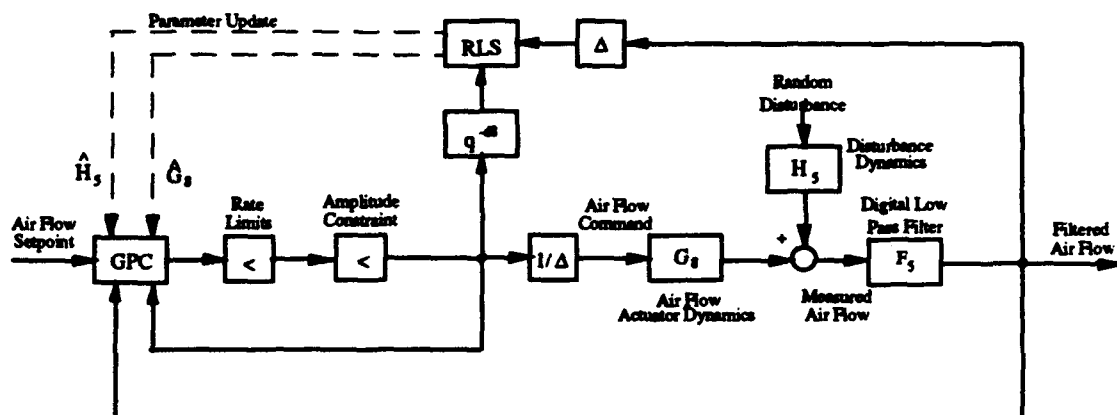 Parameter Update
RLS
Δ
Random
Disturbance
q
Ĥ5
Ĝ8
H5
Disturbance
Dynamics
Air Flow
Setpoint
GPC
Rate
Limits
<
Amplitude
Constraint
<
1/Δ
Air Flow
Command
G8
Air Flow
Actuator Dynamics
+
Measured
Air Flow
Digital Low
Pass Filter
F5
Filtered
Air Flow